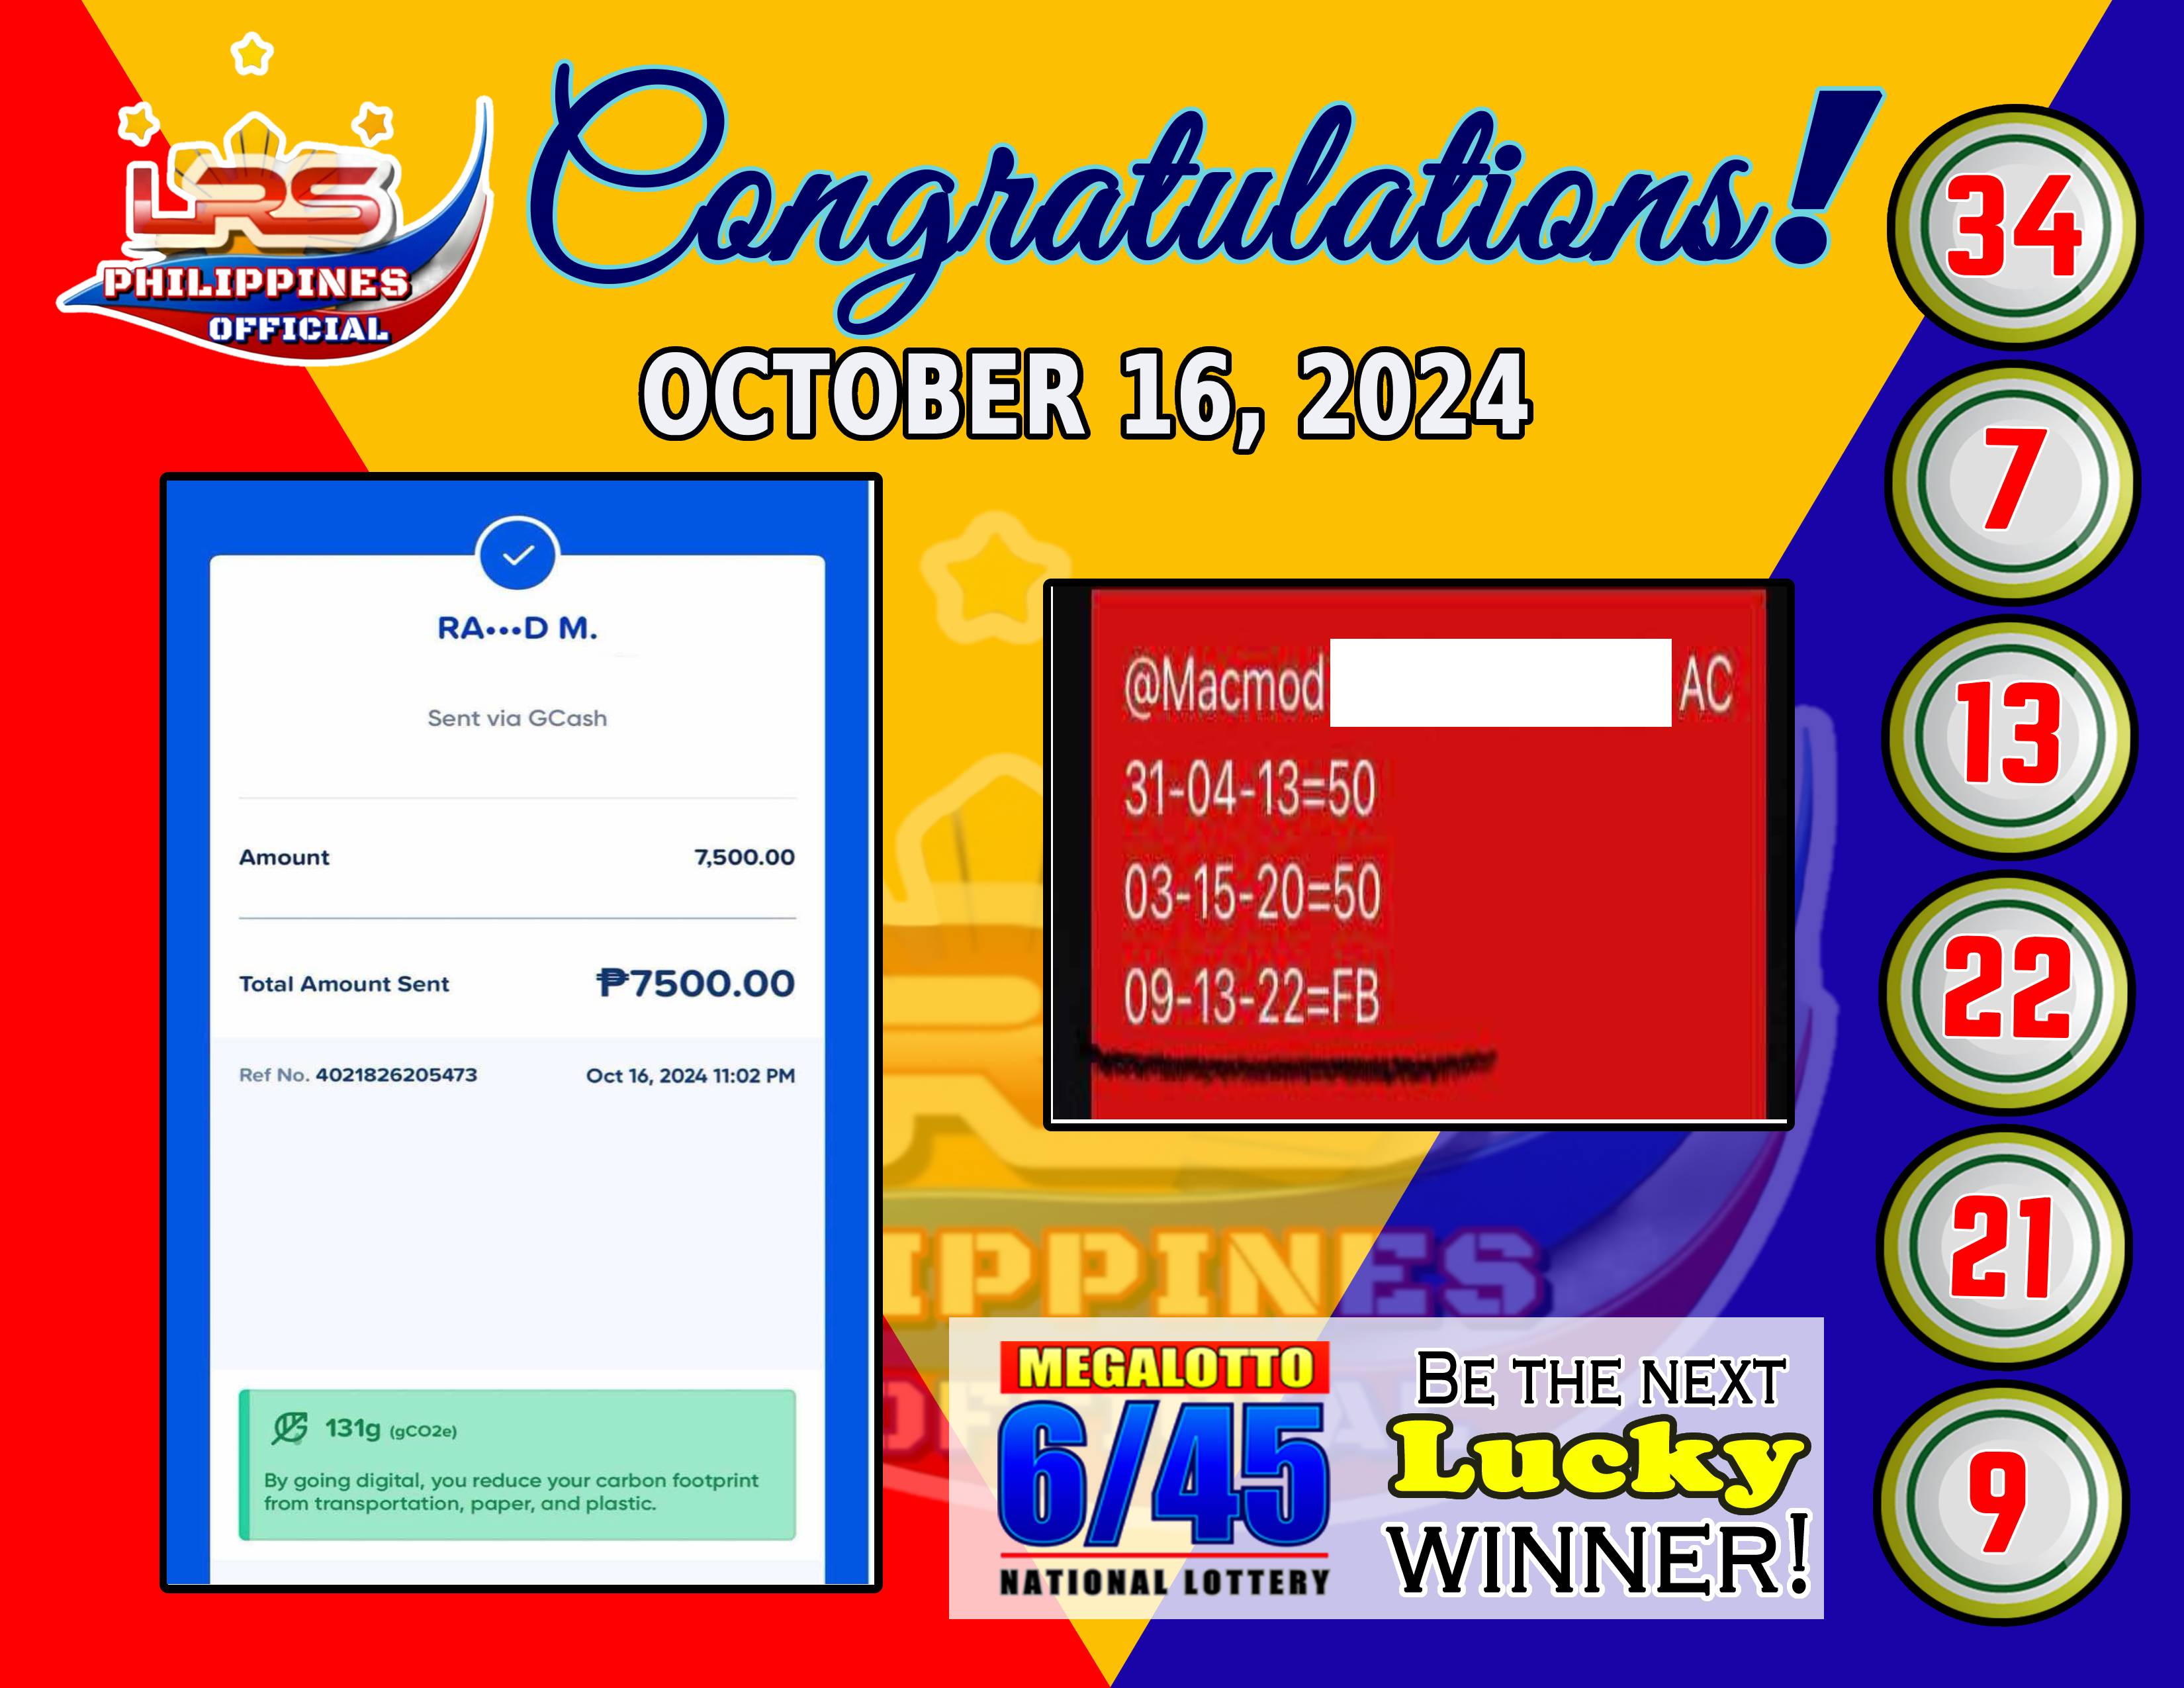 LRS
PHILIPPINES
OFFICIAL
Congratulations!
OCTOBER 16, 2024
RA•••D M.
Sent via GCash
Amount 7,500.00
Total Amount Sent ₱7500.00
Ref No. 4021826205473 Oct 16, 2024 11:02 PM
131g (gCO2e)
By going digital, you reduce your carbon footprint
from transportation, paper, and plastic.
@Macmod AC
31-04-13=50
03-15-20=50
09-13-22=FB
IPPINES
MEGALOTTO
6/45
NATIONAL LOTTERY
BE THE NEXT
Lucky
WINNER!
34
7
13
22
21
9